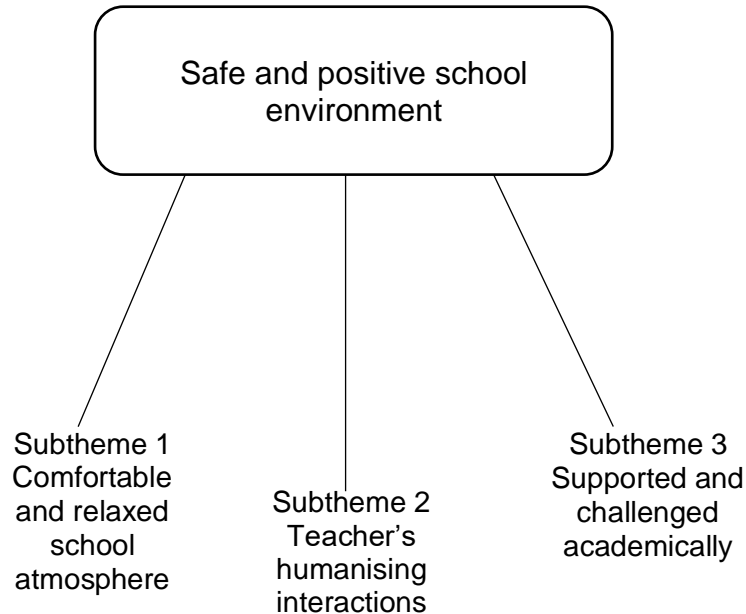 Safe and positive school
environment
Subtheme 1
Comfortable
and relaxed
school
atmosphere
Subtheme 2
Teacher’s
humanising
interactions
Subtheme 3
Supported and
challenged
academically